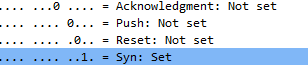 .... ...0 .... = Acknowledgment: Not set
.... .... 0... = Push: Not set
.... .... .0.. = Reset: Not set
.... .... ..1. = Syn: Set